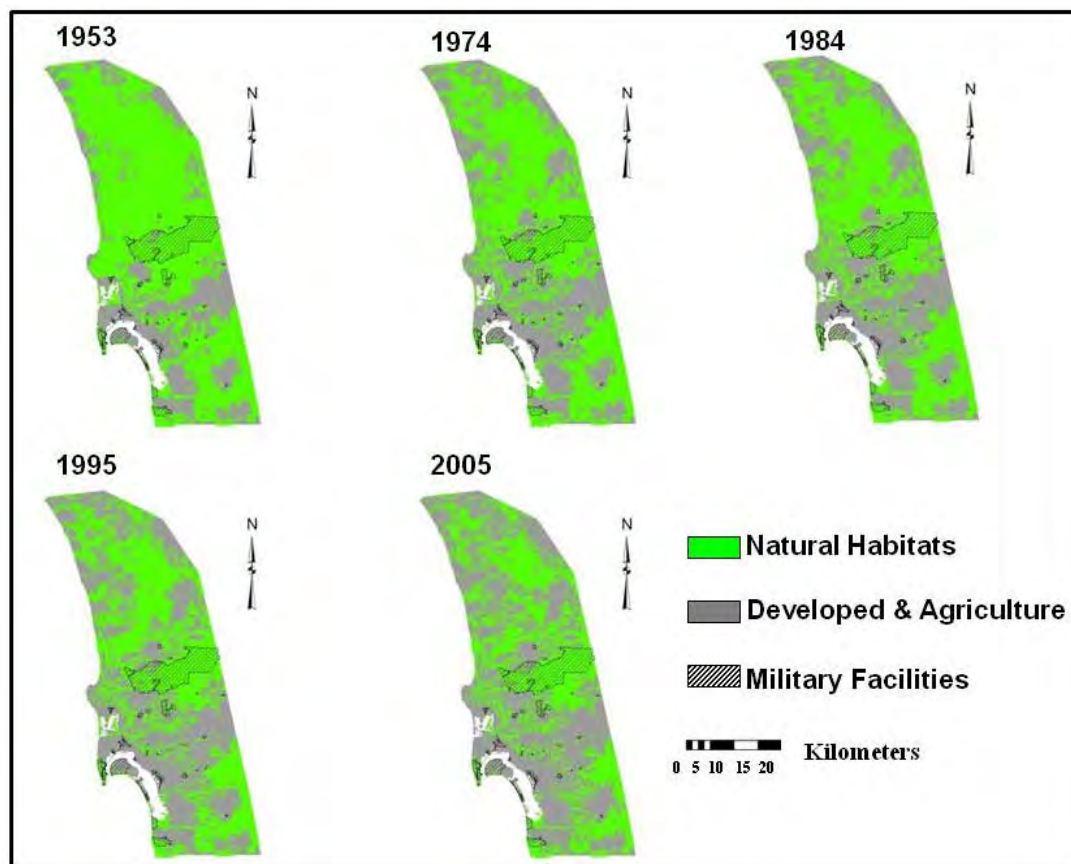 1953
1974
1984
N
N
N
1995
2005
N
N
Natural Habitats
Developed & Agriculture
Military Facilities
0 5 10 15 20 Kilometers